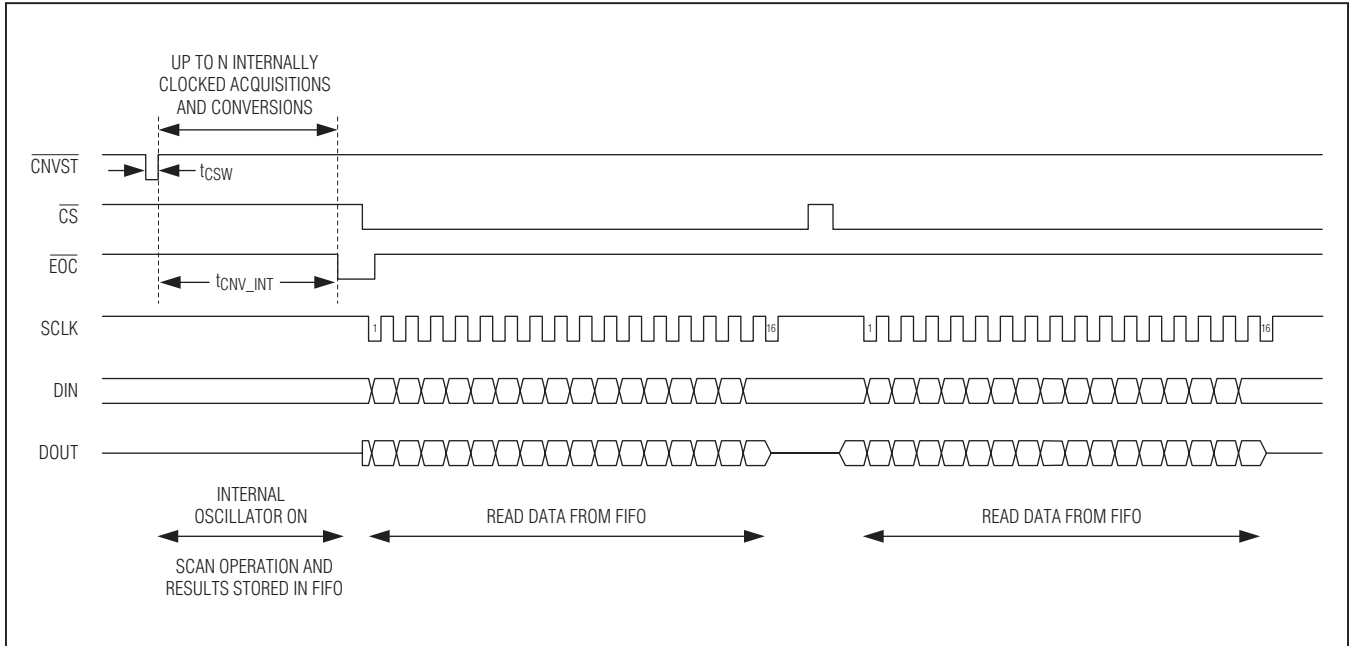 UP TO N INTERNALLY
CLOCKED ACQUISITIONS
AND CONVERSIONS
CNVST
tCSW
CS
EOC
tCNV_INT
SCLK
1
16
1
16
DIN
DOUT
INTERNAL
OSCILLATOR ON
READ DATA FROM FIFO
READ DATA FROM FIFO
SCAN OPERATION AND
RESULTS STORED IN FIFO